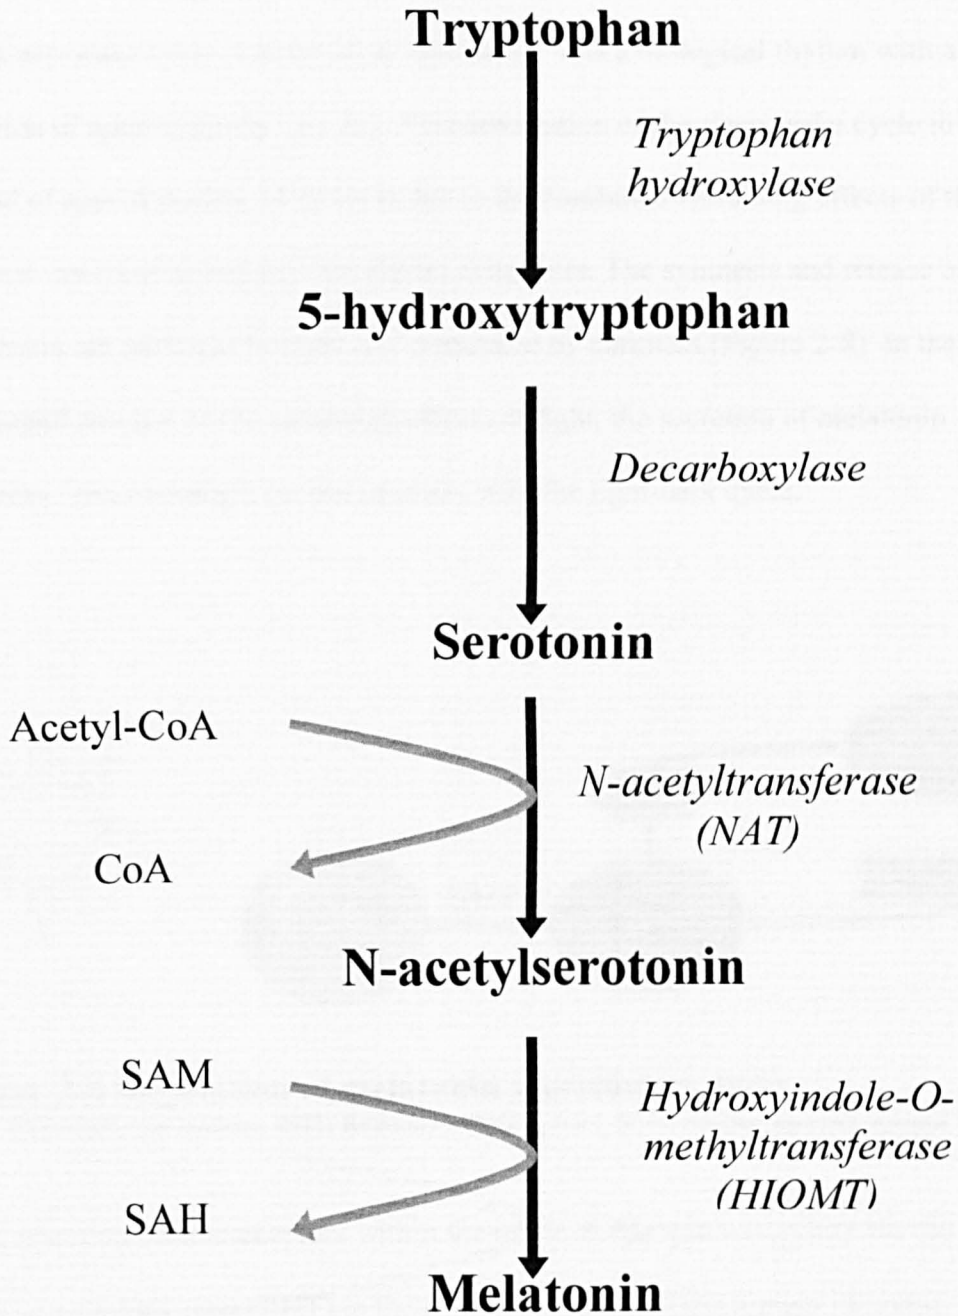 Tryptophan
Tryptophan
hydroxylase
5-hydroxytryptophan
Decarboxylase
Serotonin
Acetyl-CoA
N-acetyltransferase
(NAT)
CoA
N-acetylserotonin
SAM
Hydroxyindole-O-
methyltransferase
(HIOMT)
SAH
Melatonin